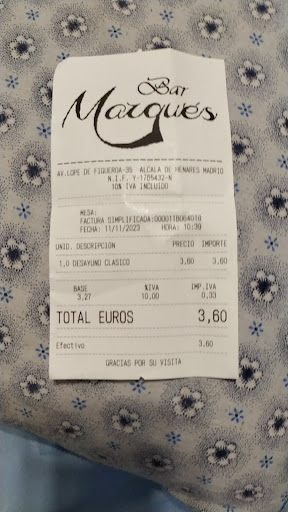 Bar
Marqués
AV.LOPE DE FIGUEROA-35 ALCALA DE HENARES MADRID
N.I.F. Y-1755432-N
10% IVA INCLUIDO
MESA:
FACTURA SIMPLIFICADA:000011B064018
FECHA: 11/11/2023 HORA: 10:39
UNID. DESCRIPCION PRECIO IMPORTE
1,0 DESAYUNO CLASICO 3,60 3,60
BASE %IVA IMP.IVA
3,27 10,00 0,33
TOTAL EUROS 3,60
Efectivo 3,60
GRACIAS POR SU VISITA